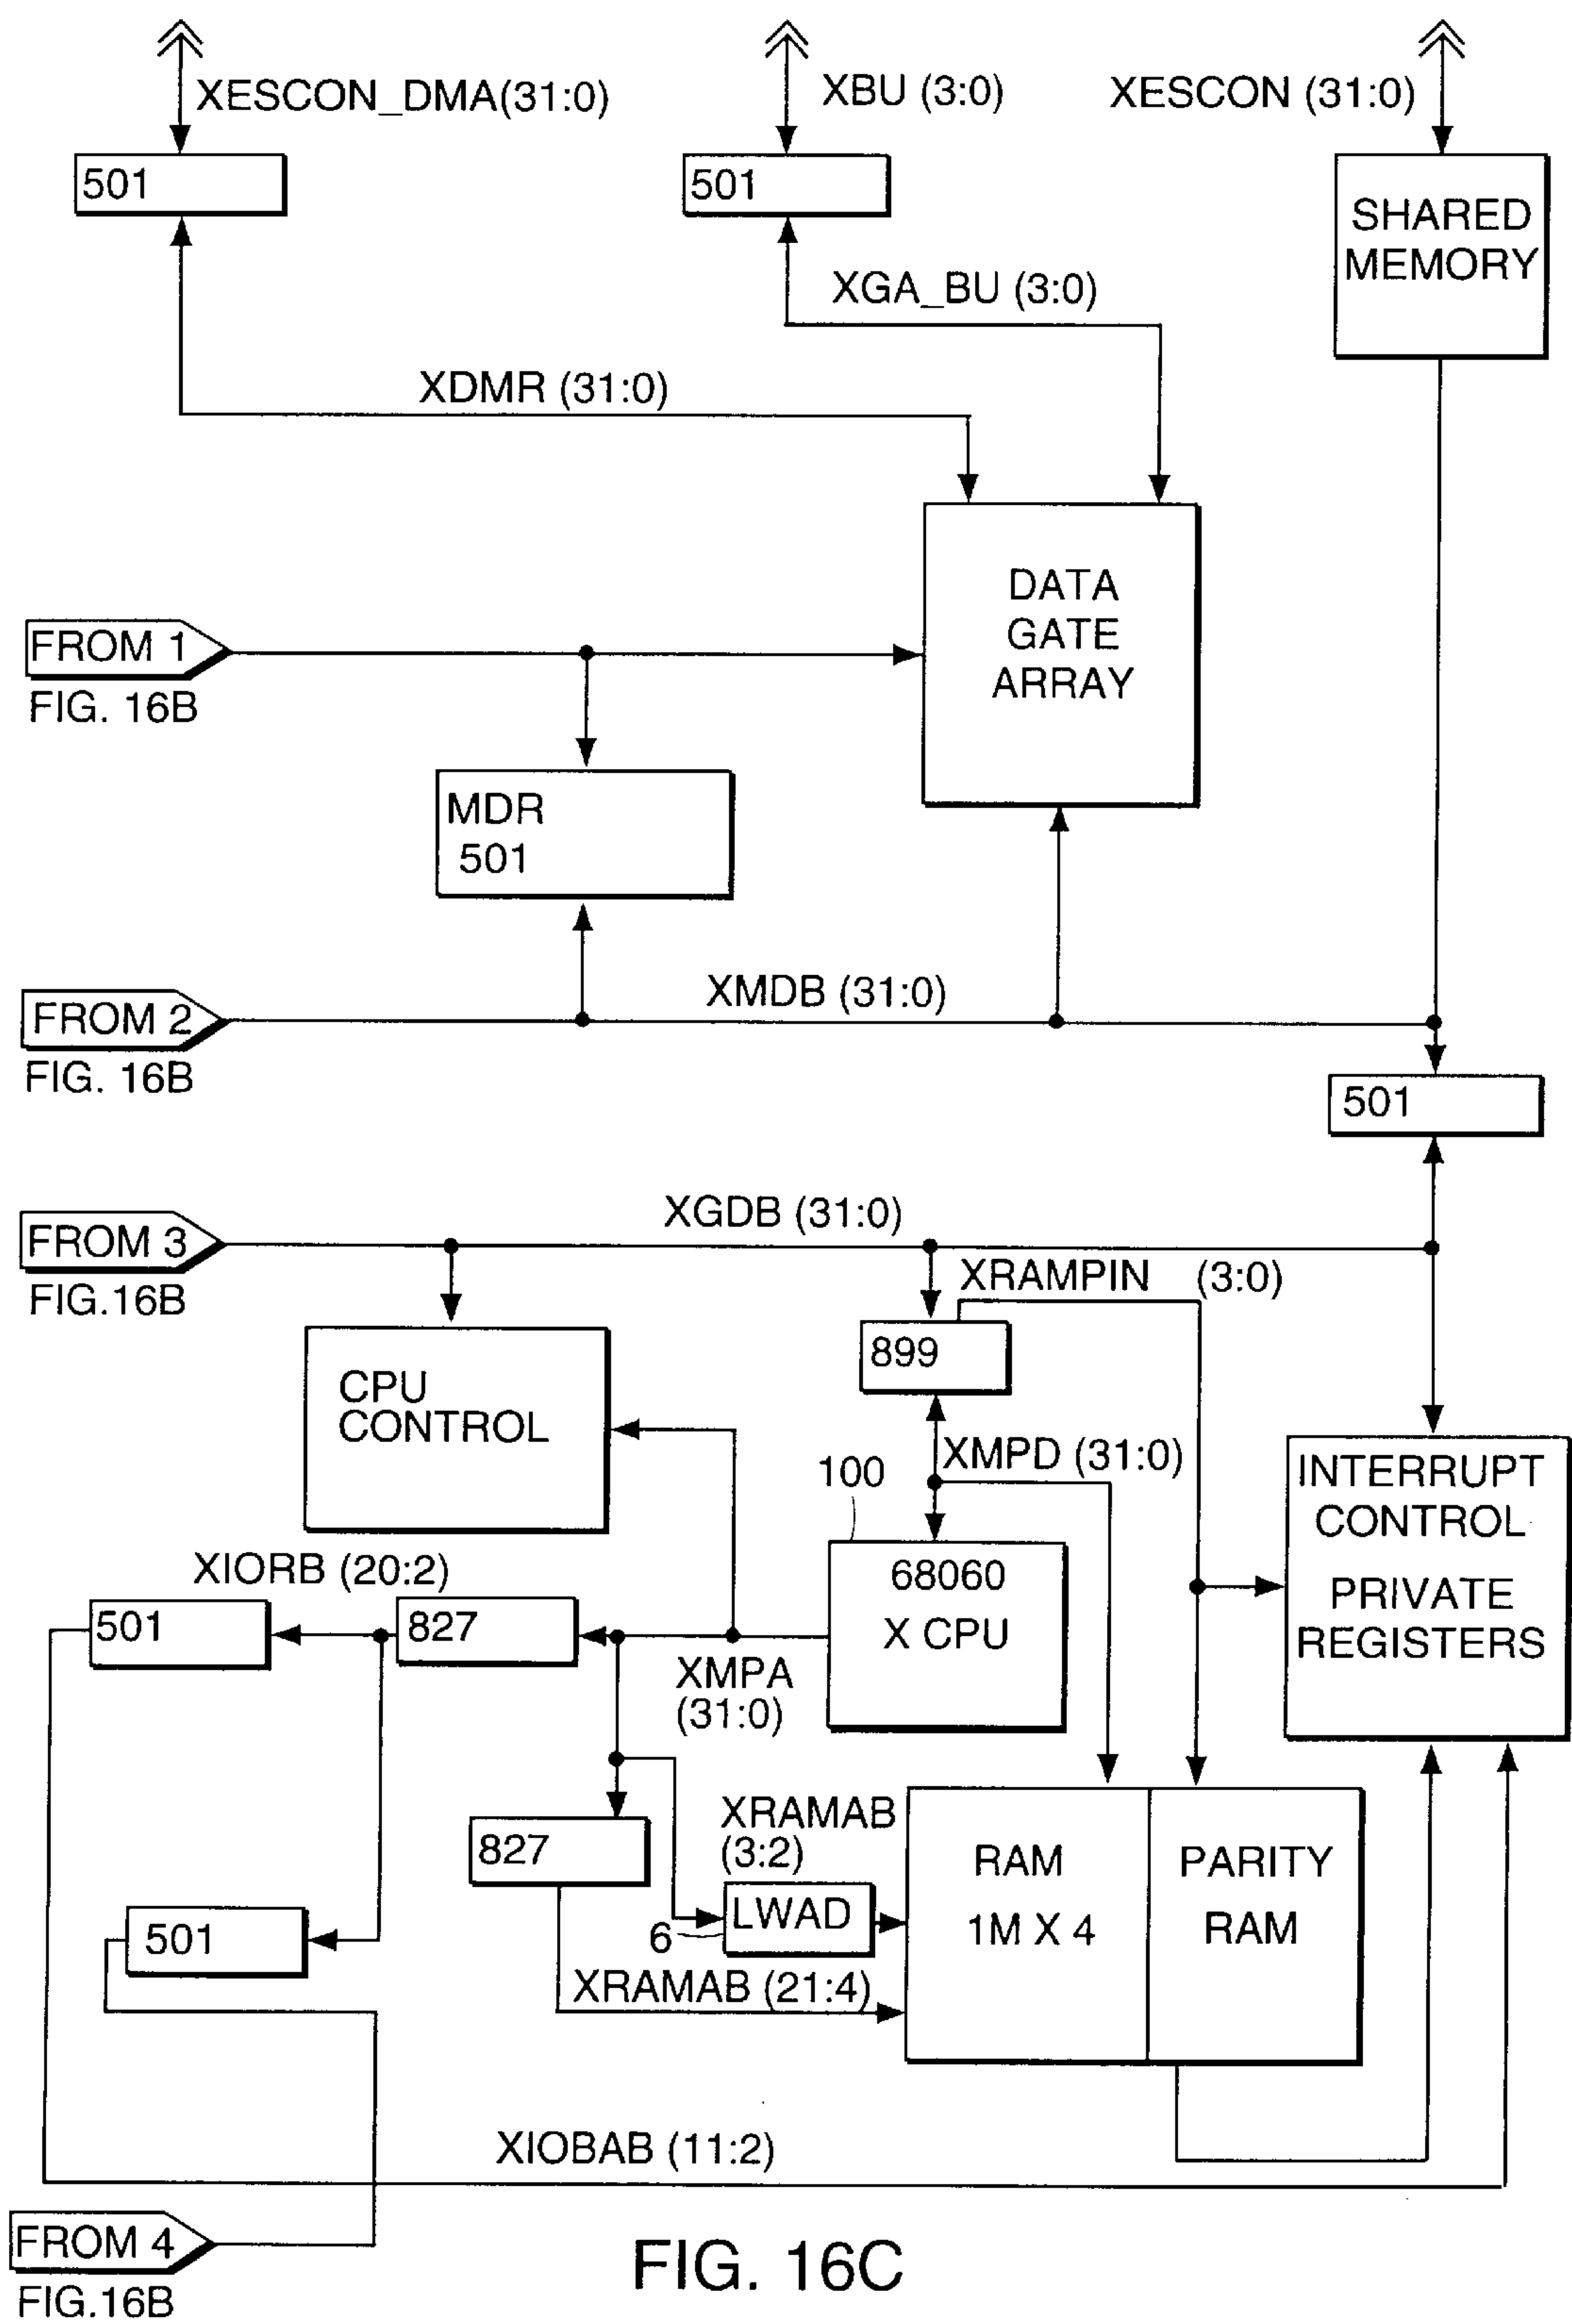 XESCON_DMA(31:0)
XBU (3:0)
XESCON (31:0)
501
501
SHARED
MEMORY
XGA_BU (3:0)
XDMR (31:0)
DATA
GATE
ARRAY
FROM 1
FIG. 16B
MDR
501
XMDB (31:0)
FROM 2
FIG. 16B
501
XGDB (31:0)
FROM 3
FIG.16B
XRAMPIN (3:0)
899
CPU
CONTROL
XMPD (31:0)
100
INTERRUPT
CONTROL
PRIVATE
REGISTERS
68060
X CPU
XIORB (20:2)
501
827
XMPA
(31:0)
827
XRAMAB
(3:2)
LWAD
6
RAM
1M X 4
PARITY
RAM
501
XRAMAB (21:4)
XIOBAB (11:2)
FROM 4
FIG.16B
FIG. 16C